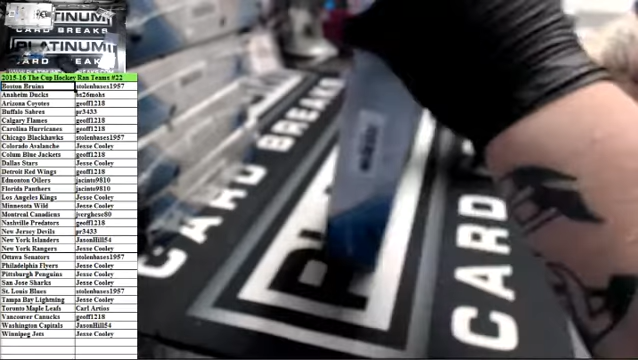 PLATINUM
CARD BREAKS
PLATINUM
2015-16 The Cup Hockey Ran Teams #22
Boston Bruins stolenbases1957
Anaheim Ducks
Arizona Coyotes geoff1218
Buffalo Sabres pr3433
Calgary Flames geoff1218
Carolina Hurricanes geoff1218
Chicago Blackhawks stolenbases1957
Colorado Avalanche Jesse Cooley
Colum Blue Jackets geoff1218
Dallas Stars Jesse Cooley
Detroit Red Wings geoff1218
Edmonton Oilers jacinto9810
Florida Panthers jacinto9810
Los Angeles Kings Jesse Cooley
Minnesota Wild Jesse Cooley
Montreal Canadiens jverghese80
Nashville Predators geoff1218
New Jersey Devils pr3433
New York Islanders JasonHill54
New York Rangers Jesse Cooley
Ottawa Senators stolenbases1957
Philadelphia Flyers Jesse Cooley
Pittsburgh Penguins Jesse Cooley
San Jose Sharks Jesse Cooley
St. Louis Blues stolenbases1957
Tampa Bay Lightning Jesse Cooley
Toronto Maple Leafs Carl Artiss
Vancouver Canucks geoff1218
Washington Capitals JasonHill54
Winnipeg Jets Jesse Cooley
CARD BREAKS
CARD